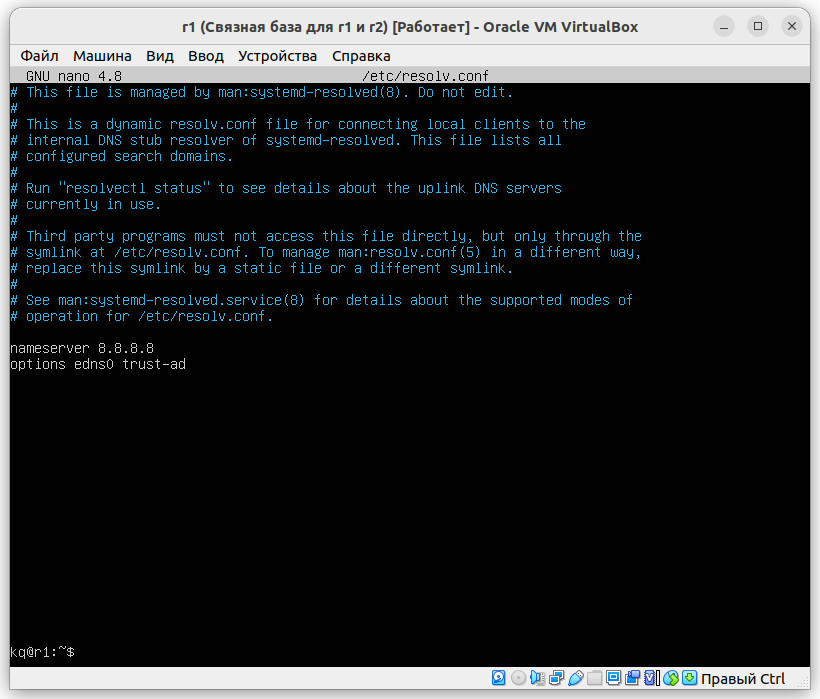 r1 (Связная база для r1 и r2) [Работает] - Oracle VM VirtualBox
Файл Машина Вид Ввод Устройства Справка
GNU nano 4.8 /etc/resolv.conf
# This file is managed by man:systemd-resolved(8). Do not edit.
#
# This is a dynamic resolv.conf file for connecting local clients to the
# internal DNS stub resolver of systemd-resolved. This file lists all
# configured search domains.
#
# Run "resolvectl status" to see details about the uplink DNS servers
# currently in use.
#
# Third party programs must not access this file directly, but only through the
# symlink at /etc/resolv.conf. To manage man:resolv.conf(5) in a different way,
# replace this symlink by a static file or a different symlink.
#
# See man:systemd-resolved.service(8) for details about the supported modes of
# operation for /etc/resolv.conf.
nameserver 8.8.8.8
options edns0 trust-ad
kq@r1:~$
Правый Ctrl